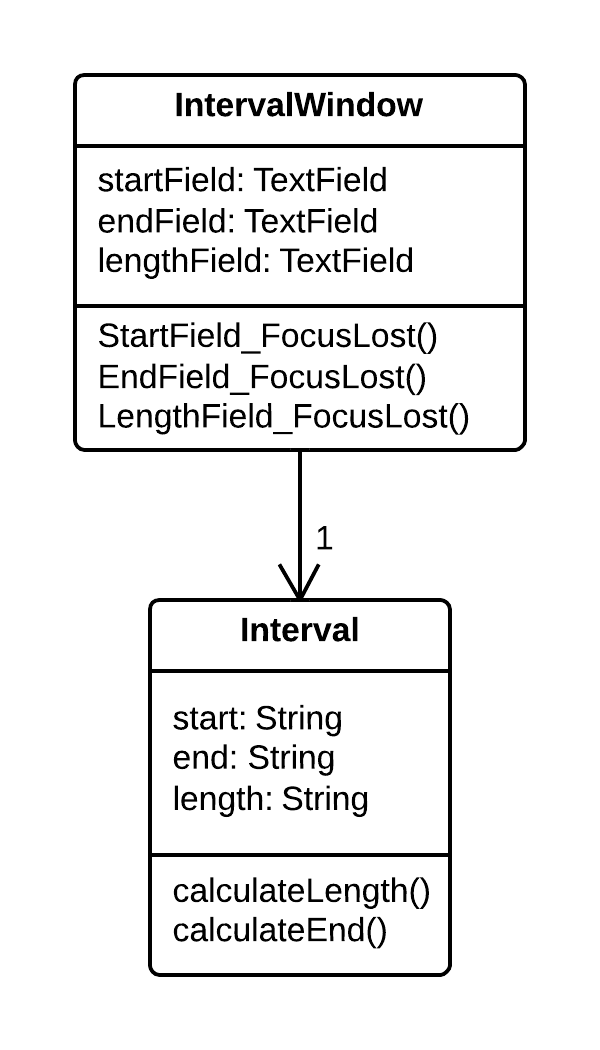 IntervalWindow
startField: TextField
endField: TextField
lengthField: TextField
StartField_FocusLost()
EndField_FocusLost()
LengthField_FocusLost()
1
Interval
start: String
end: String
length: String
calculateLength()
calculateEnd()